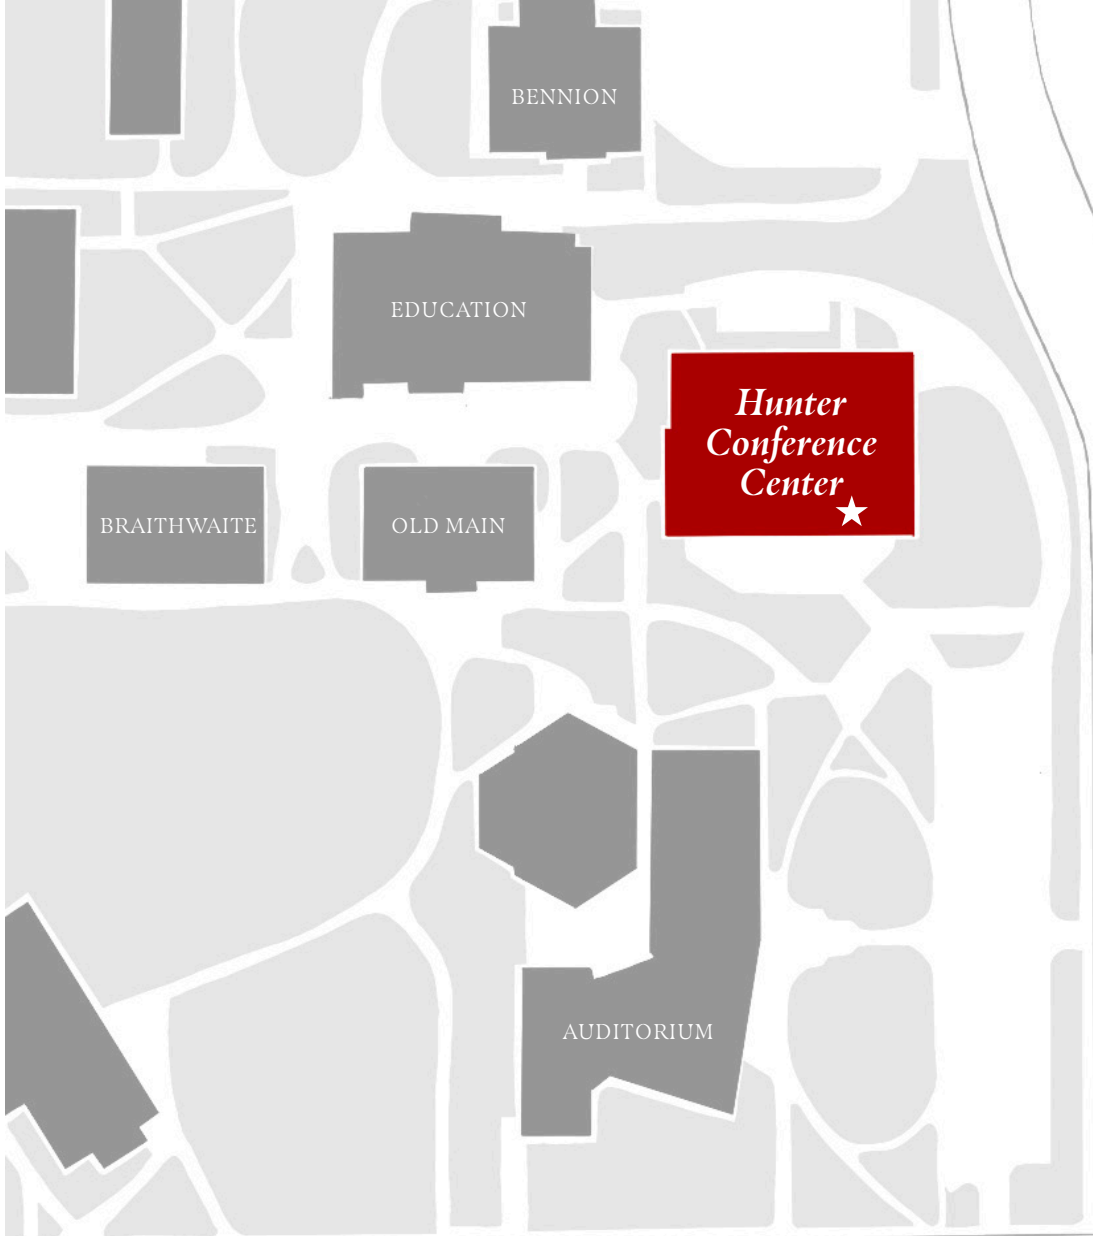 BENNION
EDUCATION
Hunter
Conference
Center
BRAITHWAITE
OLD MAIN
AUDITORIUM